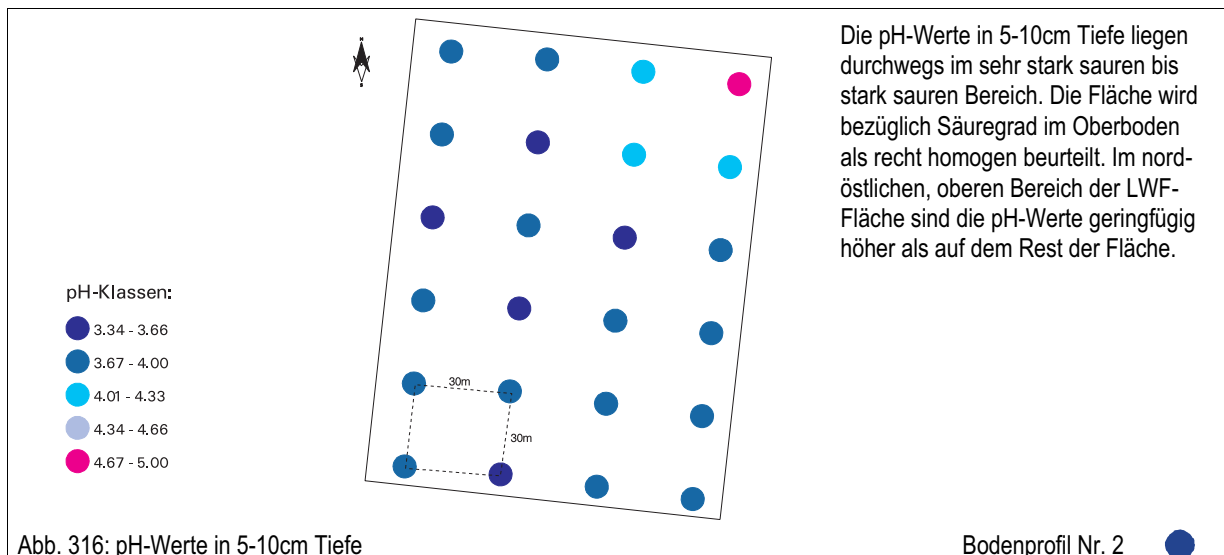 Die pH-Werte in 5-10cm Tiefe liegen
durchwegs im sehr stark sauren bis
stark sauren Bereich. Die Fläche wird
bezüglich Säuregrad im Oberboden
als recht homogen beurteilt. Im nord-
östlichen, oberen Bereich der LWF-
Fläche sind die pH-Werte geringfügig
höher als auf dem Rest der Fläche.
pH-Klassen:
3.34 - 3.66
3.67 - 4.00
4.01 - 4.33
4.34 - 4.66
4.67 - 5.00
30m
30m
Abb. 316: pH-Werte in 5-10cm Tiefe
Bodenprofil Nr. 2